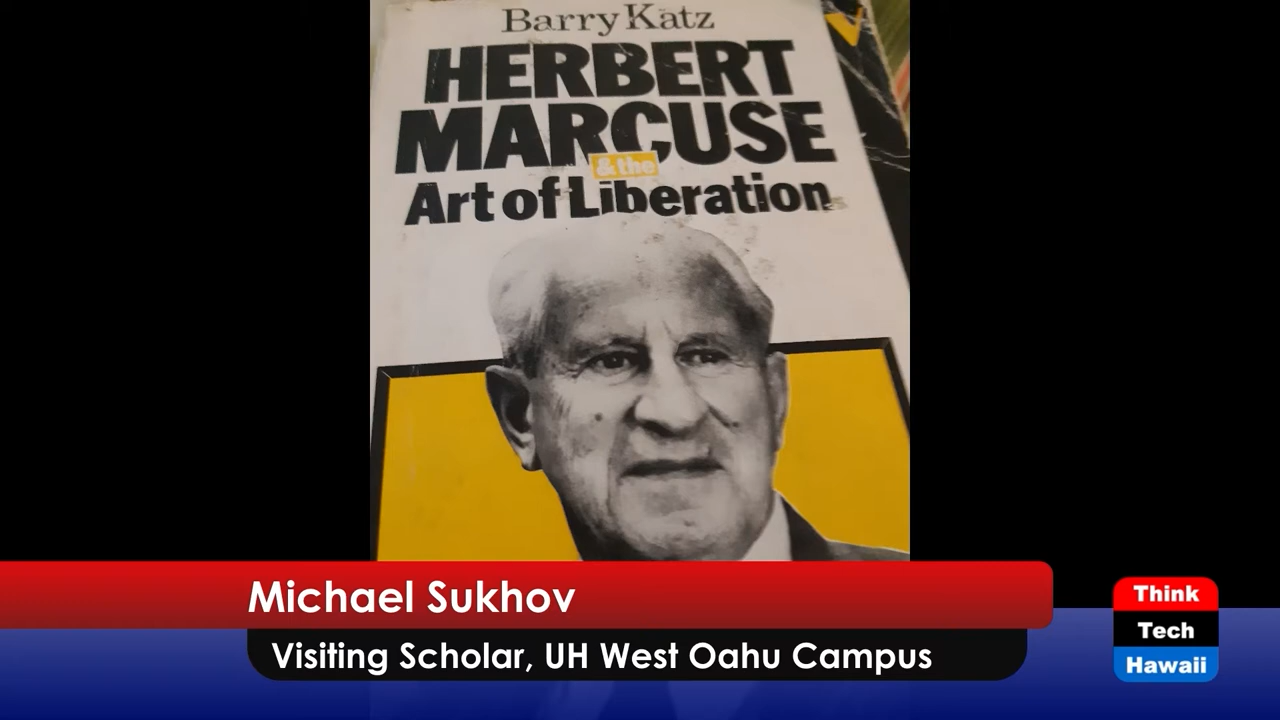 Barry Katz
HERBERT
MARCUSE
& the
Art of Liberation
Michael Sukhov
Visiting Scholar, UH West Oahu Campus
Think
Tech
Hawaii